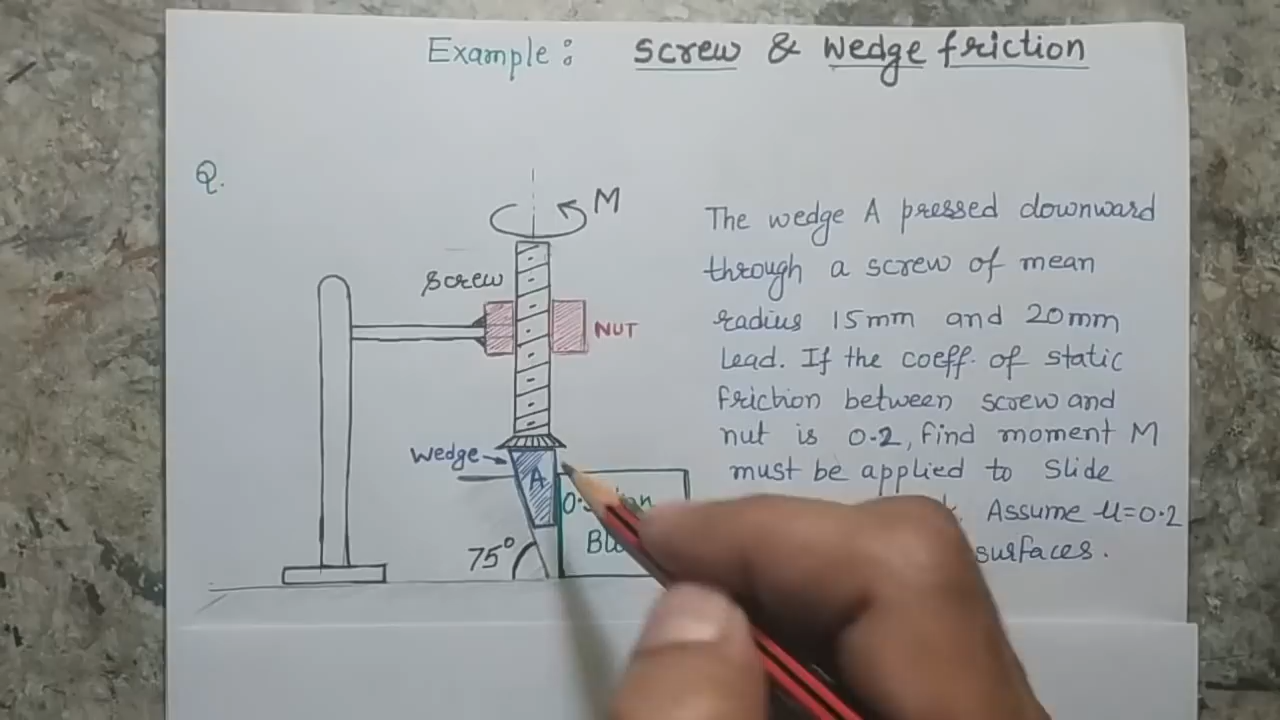 Example: Screw & Wedge friction
Q.
M
Screw
NUT
Wedge
A
75°
The wedge A pressed downward
through a screw of mean
radius 15mm and 20mm
Lead. If the coeff. of static
friction between screw and
nut is 0.2, find moment M
must be applied to slide
Assume μ=0.2
surfaces.